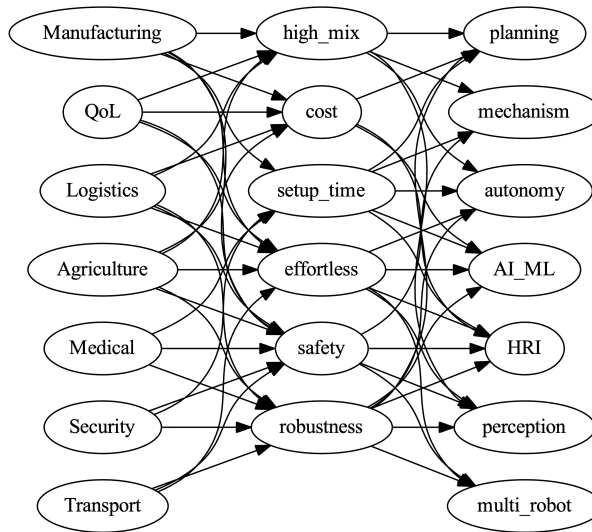 Manufacturing
high_mix
planning
QoL
cost
mechanism
Logistics
setup_time
autonomy
Agriculture
effortless
AI_ML
Medical
safety
HRI
Security
robustness
perception
Transport
multi_robot